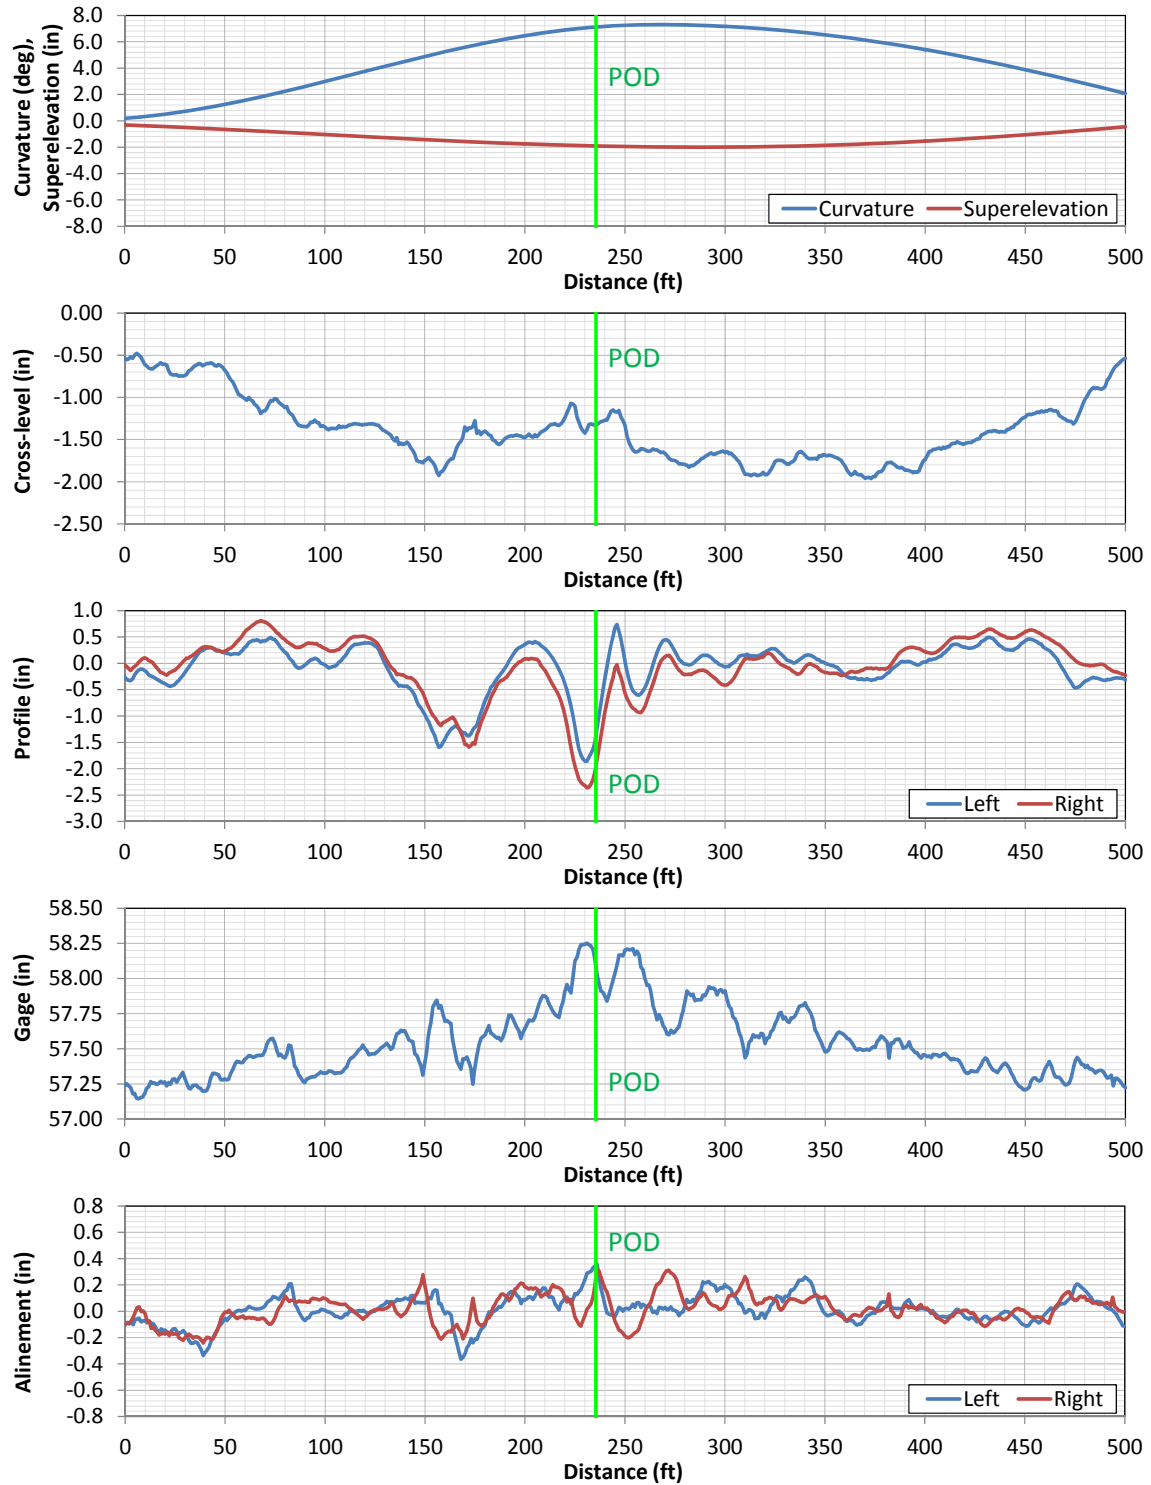 8.0
6.0
4.0
2.0
0.0
-2.0
-4.0
-6.0
-8.0
Curvature (deg),
Superelevation (in)
POD
Curvature Superelevation
0 50 100 150 200 250 300 350 400 450 500
Distance (ft)
0.00
-0.50
-1.00
-1.50
-2.00
-2.50
Cross-level (in)
POD
0 50 100 150 200 250 300 350 400 450 500
Distance (ft)
1.0
0.5
0.0
-0.5
-1.0
-1.5
-2.0
-2.5
-3.0
Profile (in)
POD
Left Right
0 50 100 150 200 250 300 350 400 450 500
Distance (ft)
58.50
58.25
58.00
57.75
57.50
57.25
57.00
Gage (in)
POD
0 50 100 150 200 250 300 350 400 450 500
Distance (ft)
0.8
0.6
0.4
0.2
0.0
-0.2
-0.4
-0.6
-0.8
Alinement (in)
POD
Left Right
0 50 100 150 200 250 300 350 400 450 500
Distance (ft)